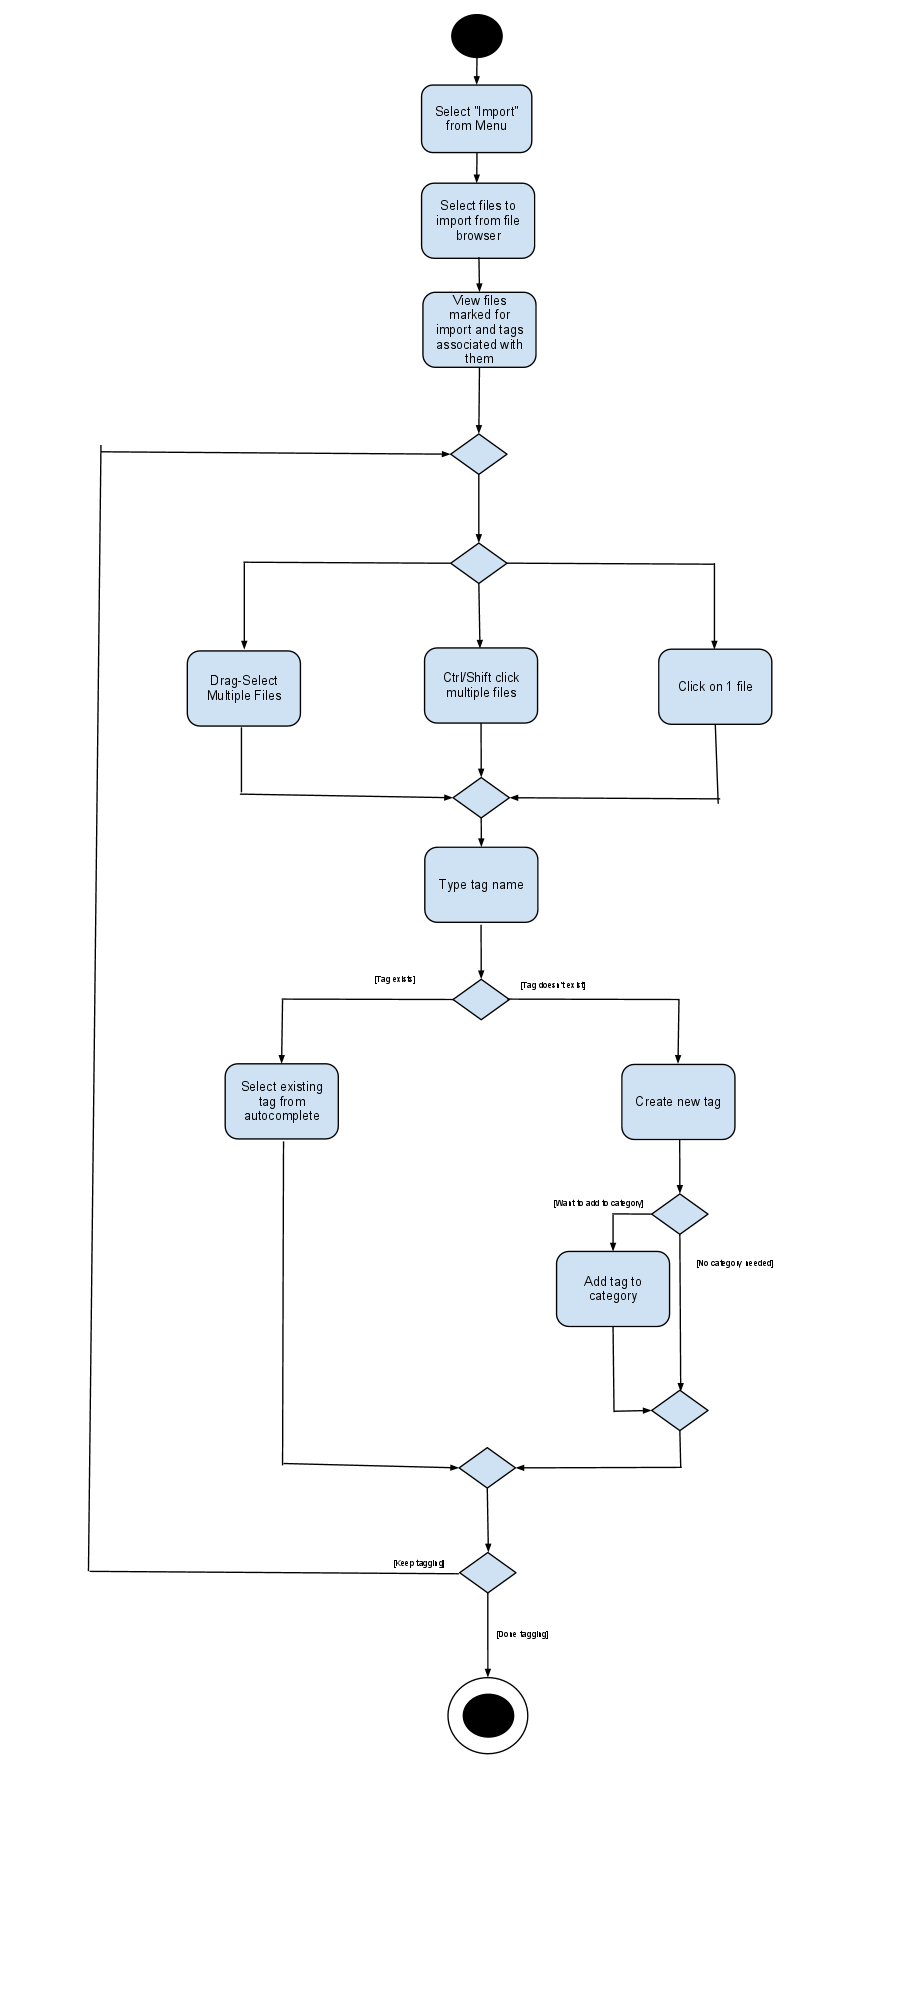 Select "Import"
from Menu
Select files to
import from file
browser
View files
marked for
import and tags
associated with
them
Drag-Select
Multiple Files
Ctrl/Shift click
multiple files
Click on 1 file
Type tag name
[Tag exists]
[Tag doesn't exist]
Select existing
tag from
autocomplete
Create new tag
[Want to add to category]
[No category needed]
Add tag to
category
[Keep tagging]
[Done tagging]